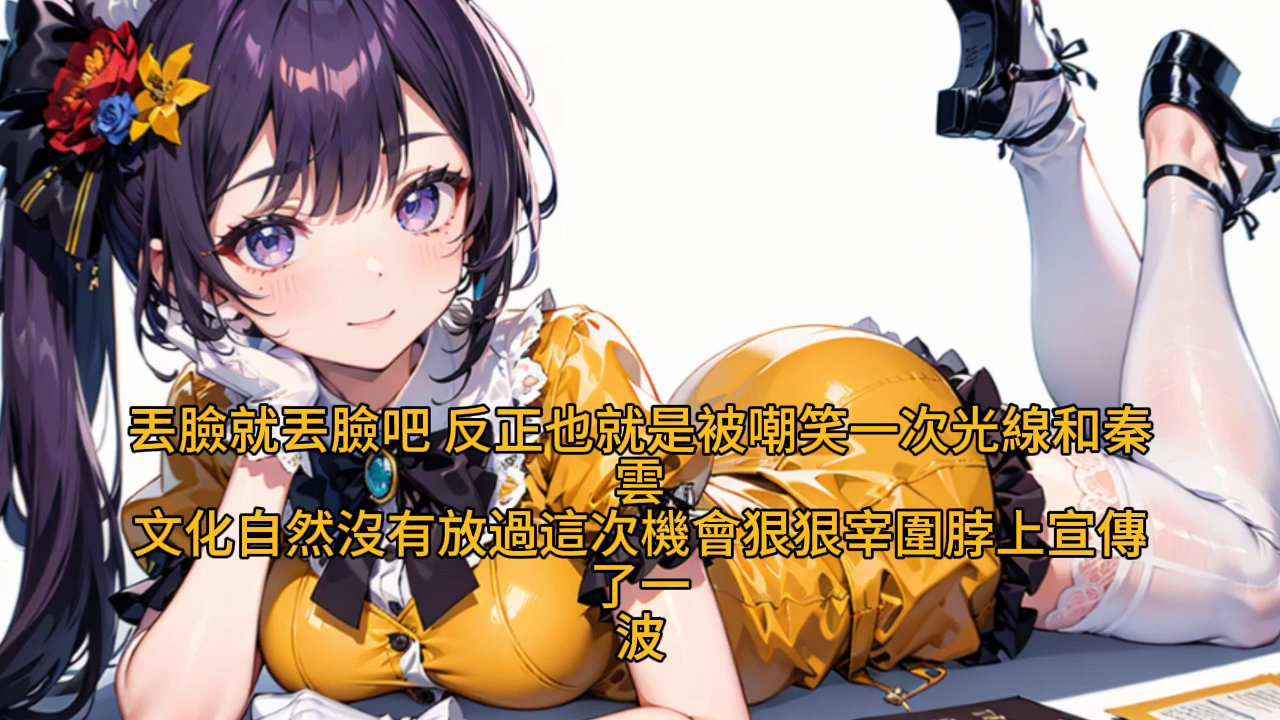 丟臉就丟臉吧 反正也就是被嘲笑一次光線和秦
雲
文化自然沒有放過這次機會狠狠宰圍脖上宣傳
了一
波